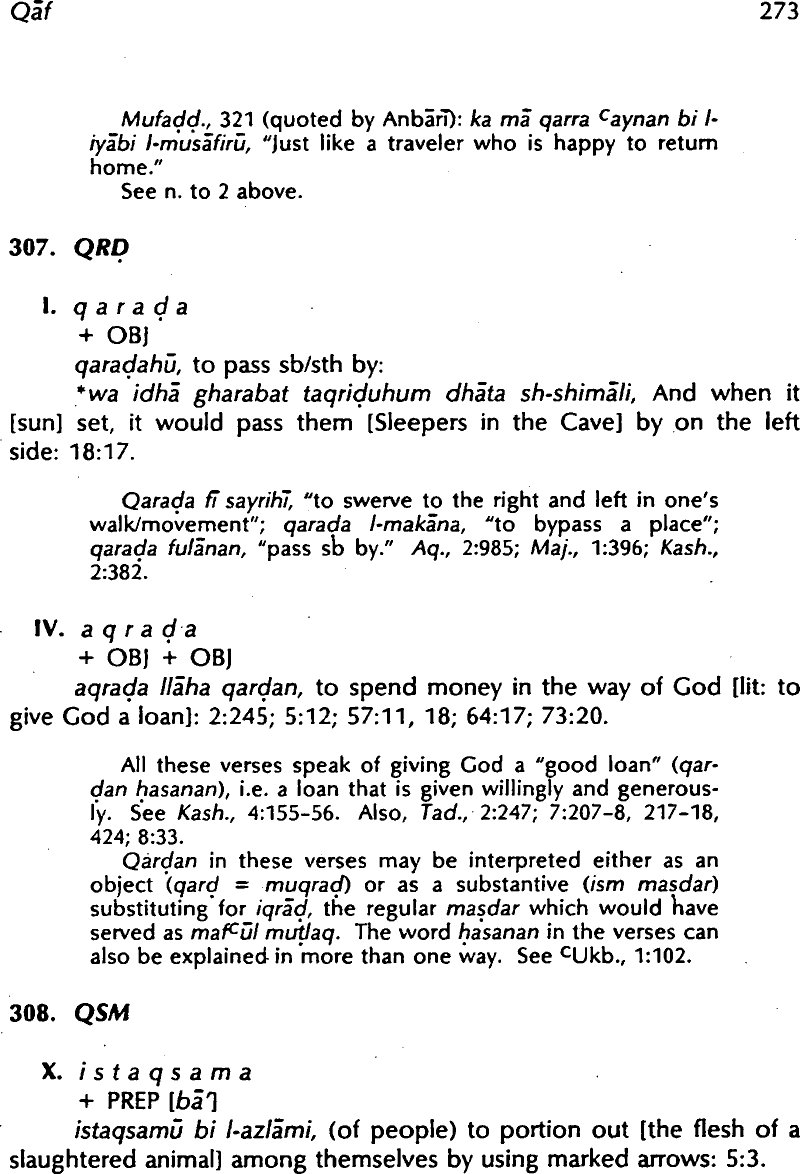 Qāf 273
Mufaḍḍ., 321 (quoted by Anbārī): ka mā qarra ᶜaynan bi l-
iyābi l-musāfirū, "Just like a traveler who is happy to return
home."
See n. to 2 above.
307. QRḌ
I. q a r a ḍ a
+ OBJ
qaraḍahū, to pass sb/sth by:
*wa idhā gharabat taqriḍuhum dhāta sh-shimāli, And when it
[sun] set, it would pass them [Sleepers in the Cave] by on the left
side: 18:17.
Qaraḍa fī sayrihī, "to swerve to the right and left in one's
walk/movement"; qaraḍa l-makāna, "to bypass a place";
qaraḍa fulānan, "pass sb by." Aq., 2:985; Maj., 1:396; Kash.,
2:382.
IV. a q r a ḍ a
+ OBJ + OBJ
aqraḍa llāha qarḍan, to spend money in the way of God [lit: to
give God a loan]: 2:245; 5:12; 57:11, 18; 64:17; 73:20.
All these verses speak of giving God a "good loan" (qar-
ḍan ḥasanan), i.e. a loan that is given willingly and generous-
ly. See Kash., 4:155-56. Also, Tad., 2:247; 7:207-8, 217-18,
424; 8:33.
Qarḍan in these verses may be interpreted either as an
object (qarḍ = muqraḍ) or as a substantive (ism maṣdar)
substituting for iqrāḍ, the regular maṣdar which would have
served as mafᶜūl muṭlaq. The word ḥasanan in the verses can
also be explained in more than one way. See ᶜUkb., 1:102.
308. QSM
X. i s t a q s a m a
+ PREP [bāʾ]
istaqsamū bi l-azlāmi, (of people) to portion out [the flesh of a
slaughtered animal] among themselves by using marked arrows: 5:3.